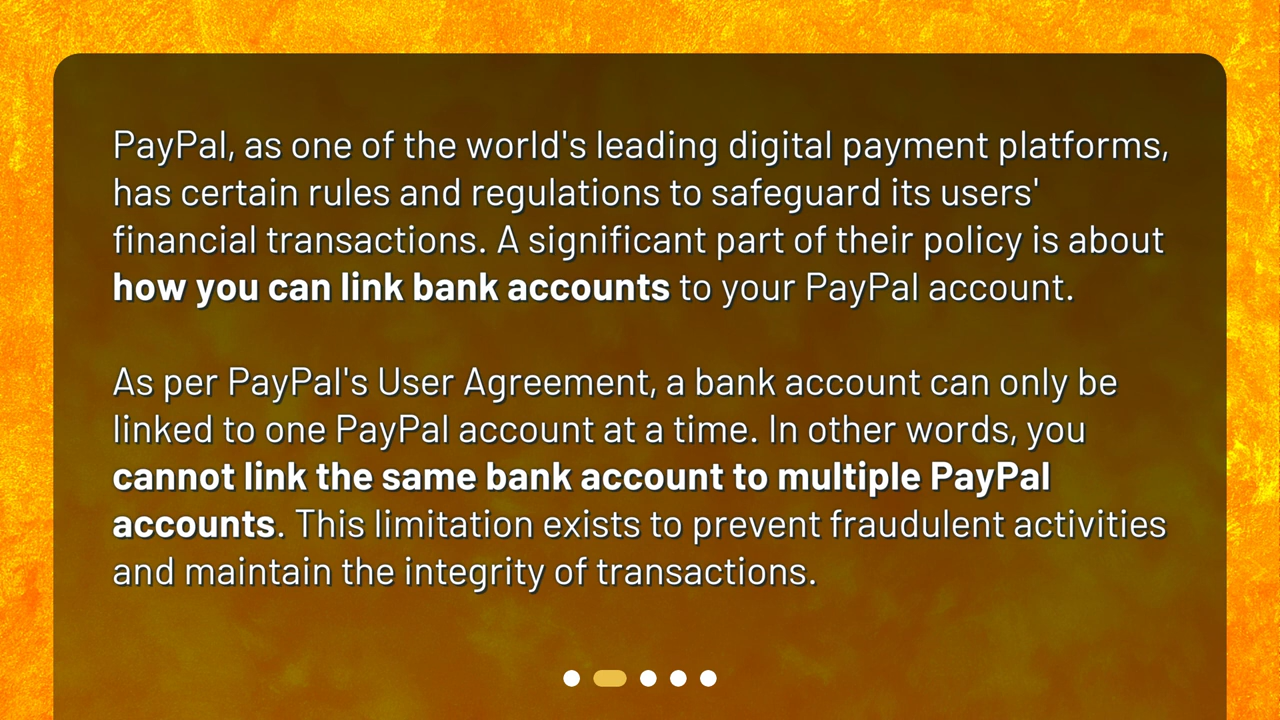 PayPal, as one of the world's leading digital payment platforms,
has certain rules and regulations to safeguard its users'
financial transactions. A significant part of their policy is about
how you can link bank accounts to your PayPal account.
As per PayPal's User Agreement, a bank account can only be
linked to one PayPal account at a time. In other words, you
cannot link the same bank account to multiple PayPal
accounts. This limitation exists to prevent fraudulent activities
and maintain the integrity of transactions.